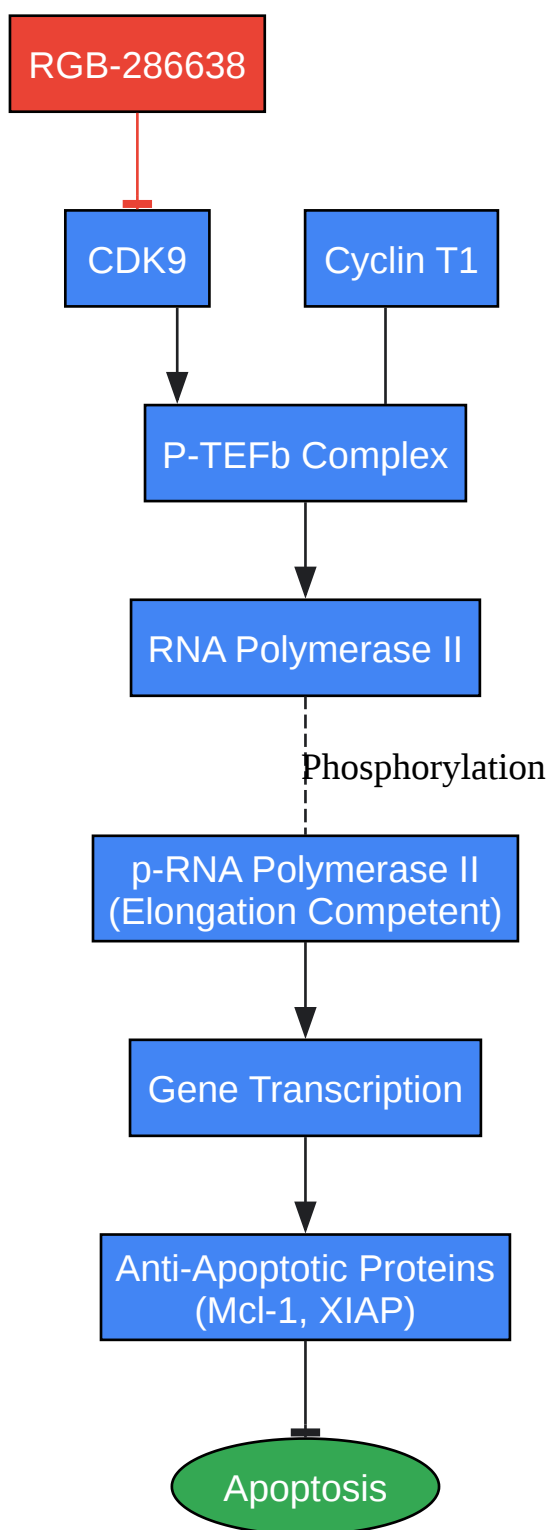 RGB-286638
CDK9
Cyclin T1
P-TEFb Complex
RNA Polymerase II
Phosphorylation
p-RNA Polymerase II
(Elongation Competent)
Gene Transcription
Anti-Apoptotic Proteins
(Mcl-1, XIAP)
Apoptosis